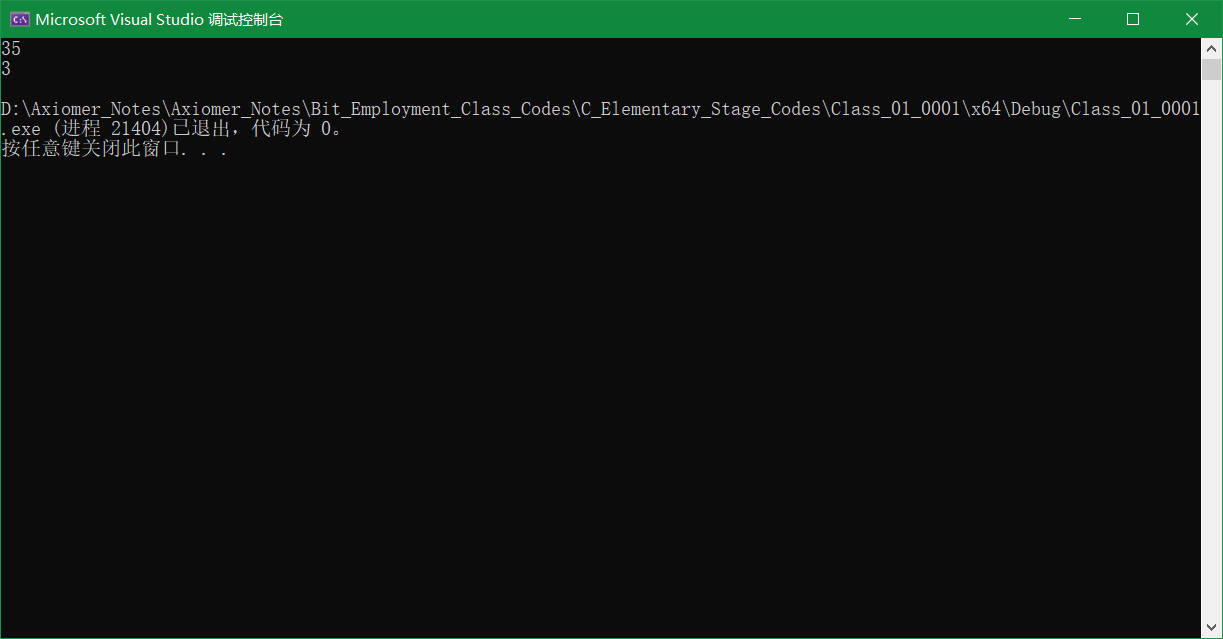 Microsoft Visual Studio 调试控制台
35
3
D:\Axiomer_Notes\Axiomer_Notes\Bit_Employment_Class_Codes\C_Elementary_Stage_Codes\Class_01_0001\x64\Debug\Class_01_0001
.exe (进程 21404)已退出，代码为 0。
按任意键关闭此窗口. . .